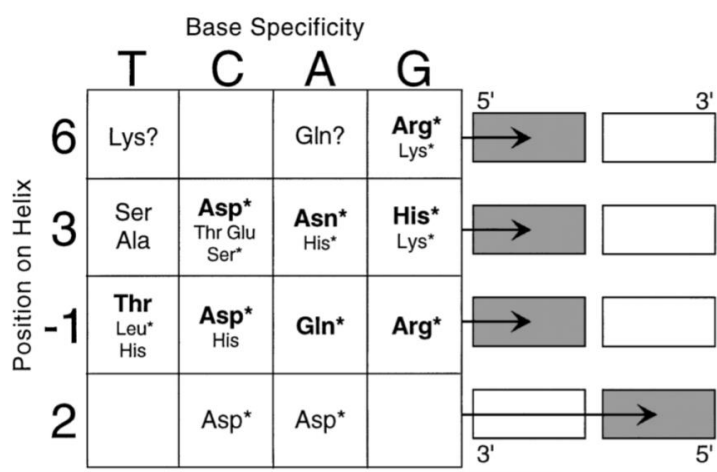 Base Specificity
T C A G
5' 3'
Position on Helix
6 Lys? Gln? Arg*
Lys*
3 Ser Asp* Asn* His*
Ala Thr Glu His* Lys*
Ser*
-1 Thr Asp* Gln* Arg*
Leu* His
His
2 Asp* Asp*
3' 5'